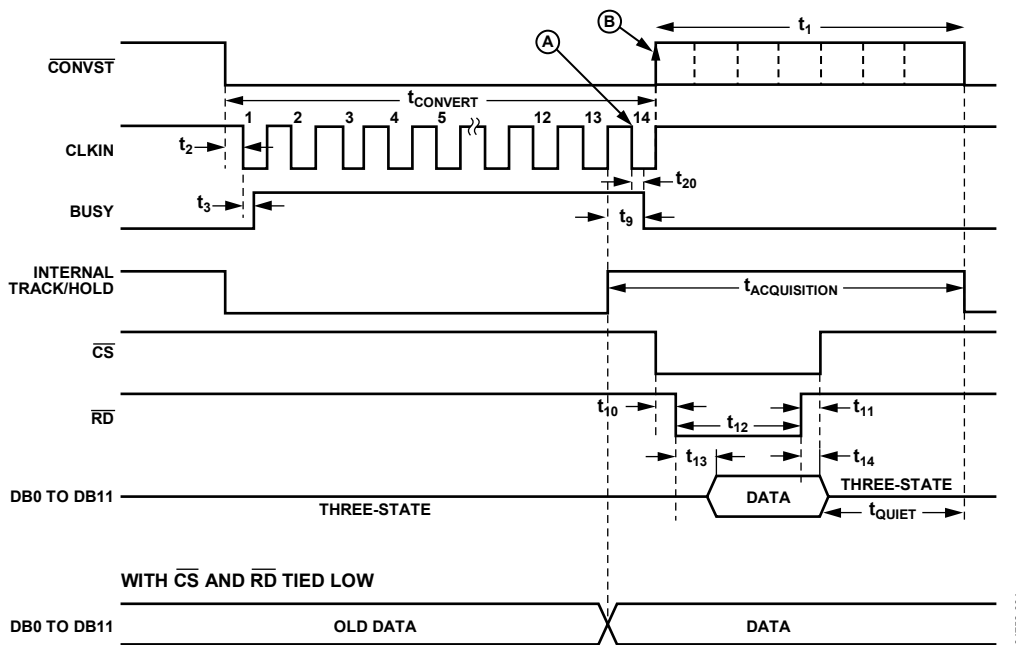 B
t1
A
CONVST
tCONVERT
1 2 3 4 5 12 13 14
CLKIN
t2
t20
t3
BUSY
t9
INTERNAL
TRACK/HOLD
tACQUISITION
CS
t10
t11
RD
t12
t13
t14
DB0 TO DB11
THREE-STATE
DATA
THREE-STATE
tQUIET
WITH CS AND RD TIED LOW
DB0 TO DB11
OLD DATA
DATA